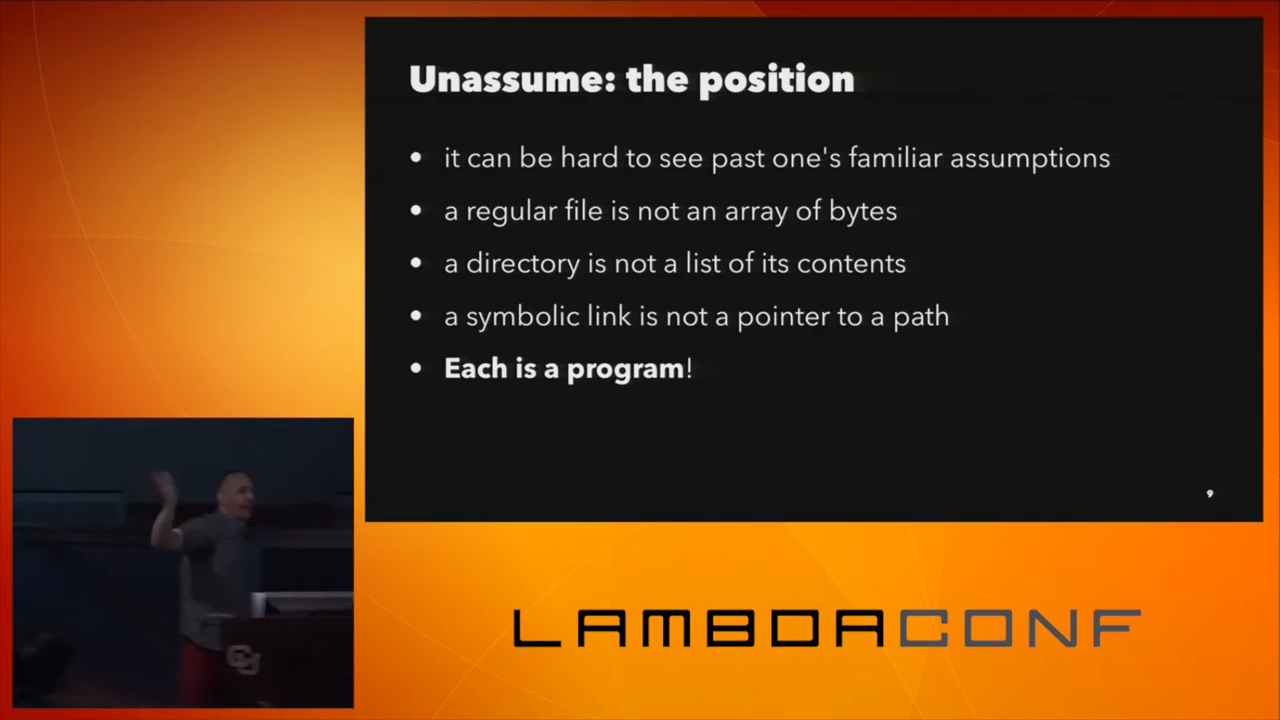 Unassume: the position
• it can be hard to see past one's familiar assumptions
• a regular file is not an array of bytes
• a directory is not a list of its contents
• a symbolic link is not a pointer to a path
• Each is a program!
9
CU
LAMBDACONF